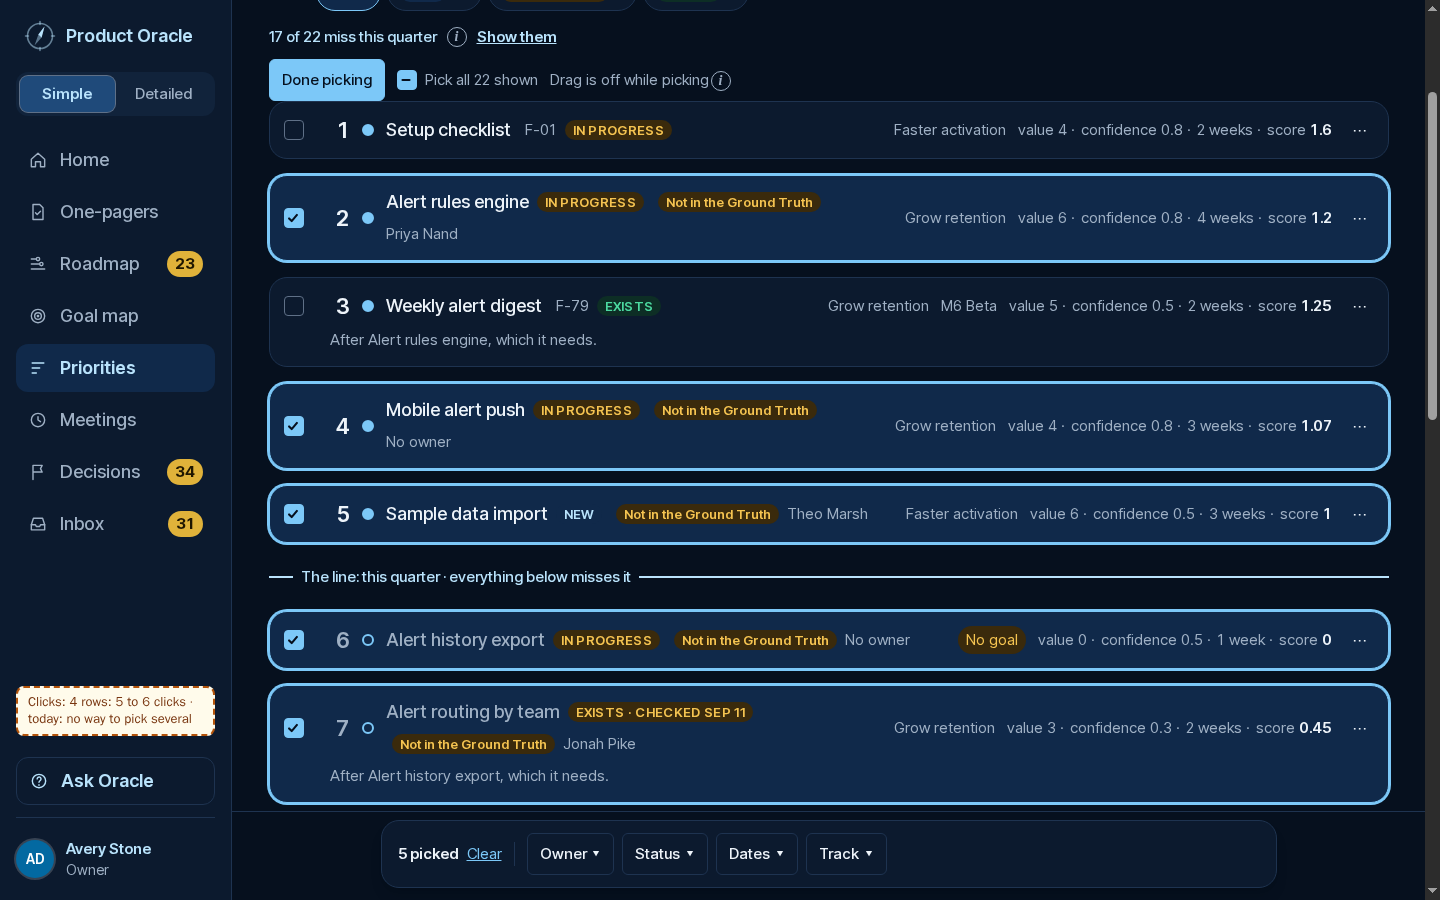 Product Oracle
Simple
Detailed
Home
One-pagers
Roadmap 23
Goal map
Priorities
Meetings
Decisions 34
Inbox 31
Clicks: 4 rows: 5 to 6 clicks ·
today: no way to pick several
Ask Oracle
AD
Avery Stone
Owner
17 of 22 miss this quarter i Show them
Done picking Pick all 22 shown Drag is off while picking i
1 Setup checklist F-01 IN PROGRESS Faster activation value 4 · confidence 0.8 · 2 weeks · score 1.6 ...
2 Alert rules engine IN PROGRESS Not in the Ground Truth
Priya Nand
Grow retention value 6 · confidence 0.8 · 4 weeks · score 1.2 ...
3 Weekly alert digest F-79 EXISTS Grow retention M6 Beta value 5 · confidence 0.5 · 2 weeks · score 1.25 ...
After Alert rules engine, which it needs.
4 Mobile alert push IN PROGRESS Not in the Ground Truth
No owner
Grow retention value 4 · confidence 0.8 · 3 weeks · score 1.07 ...
5 Sample data import NEW Not in the Ground Truth Theo Marsh Faster activation value 6 · confidence 0.5 · 3 weeks · score 1 ...
The line: this quarter · everything below misses it
6 Alert history export IN PROGRESS Not in the Ground Truth No owner No goal value 0 · confidence 0.5 · 1 week · score 0 ...
7 Alert routing by team EXISTS · CHECKED SEP 11
Not in the Ground Truth Jonah Pike
Grow retention value 3 · confidence 0.3 · 2 weeks · score 0.45 ...
After Alert history export, which it needs.
5 picked Clear Owner Status Dates Track